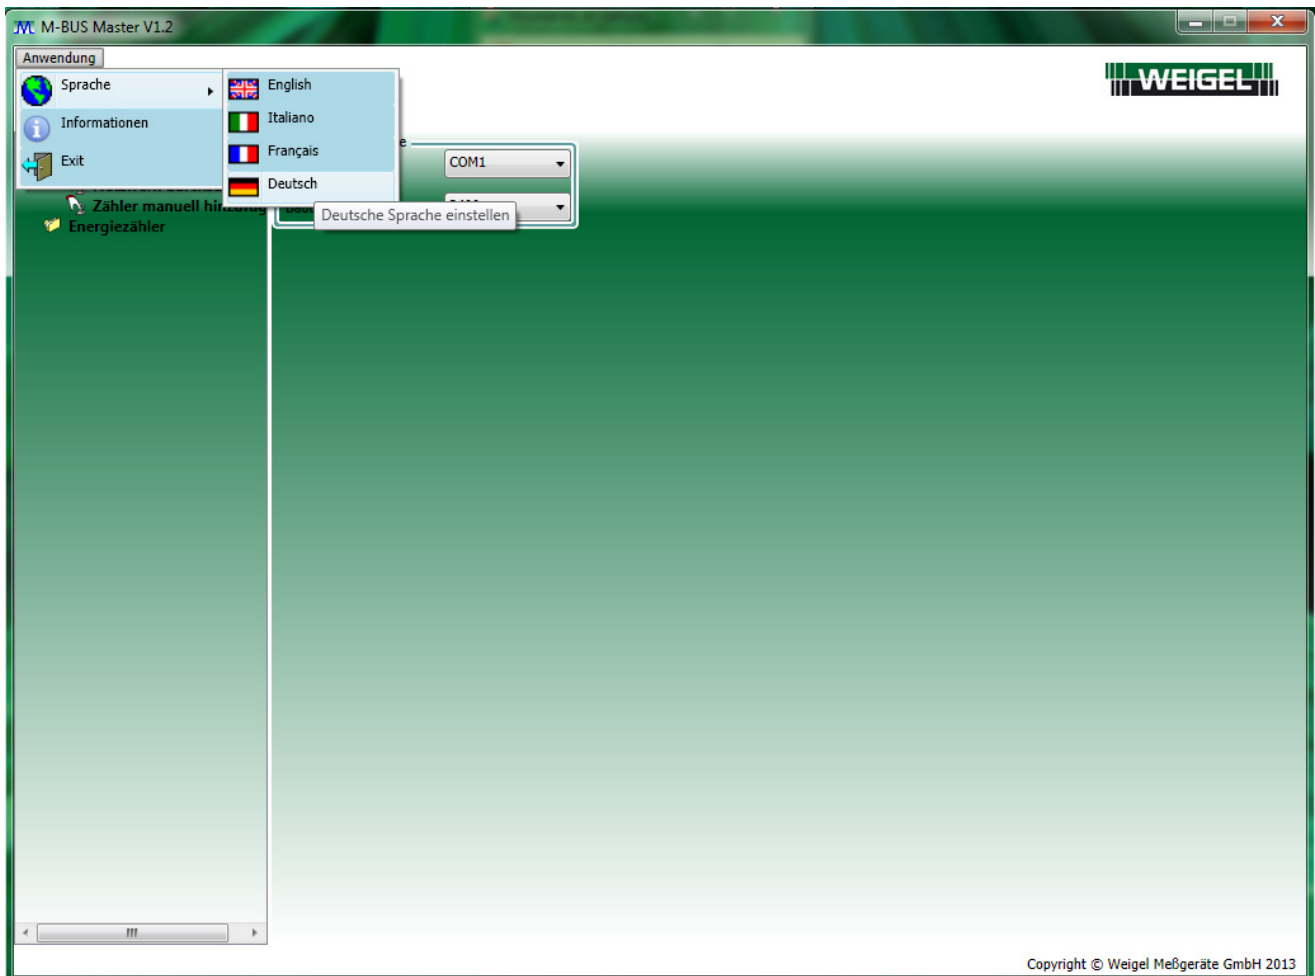 M-BUS Master V1.2
Anwendung
WEIGEL
Sprache
English
Informationen
Italiano
Français
COM1
Exit
Deutsch
Deutsche Sprache einstellen
Zähler manuell hinzufüg
Energiezähler
Copyright © Weigel Meßgeräte GmbH 2013